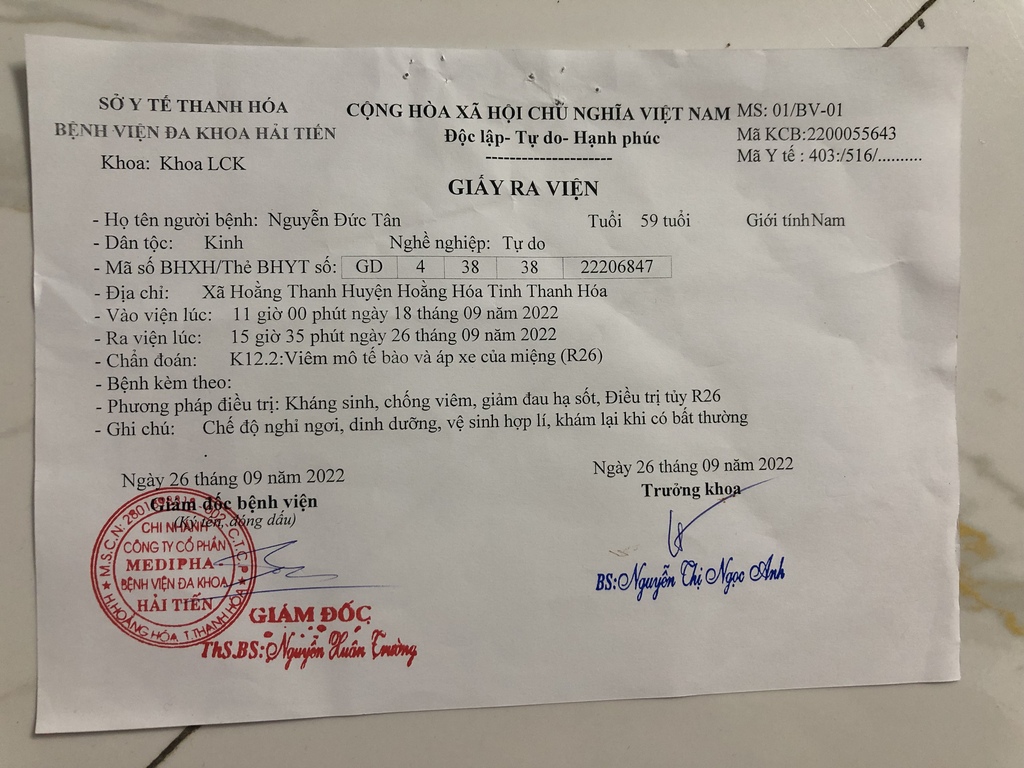 SỞ Y TẾ THANH HÓA
BỆNH VIỆN ĐA KHOA HẢI TIẾN
Khoa: Khoa LCK
CỘNG HÒA XÃ HỘI CHỦ NGHĨA VIỆT NAM
Độc lập- Tự do- Hạnh phúc
MS: 01/BV-01
Mã KCB:2200055643
Mã Y tế : 403:/516/..........
GIẤY RA VIỆN
- Họ tên người bệnh: Nguyễn Đức Tân Tuổi 59 tuổi Giới tính Nam
- Dân tộc: Kinh Nghề nghiệp: Tự do
- Mã số BHXH/Thẻ BHYT số: GD 4 38 38 22206847
- Địa chỉ: Xã Hoằng Thanh Huyện Hoằng Hóa Tỉnh Thanh Hóa
- Vào viện lúc: 11 giờ 00 phút ngày 18 tháng 09 năm 2022
- Ra viện lúc: 15 giờ 35 phút ngày 26 tháng 09 năm 2022
- Chẩn đoán: K12.2:Viêm mô tế bào và áp xe của miệng (R26)
- Bệnh kèm theo:
- Phương pháp điều trị: Kháng sinh, chống viêm, giảm đau hạ sốt, Điều trị tủy R26
- Ghi chú: Chế độ nghỉ ngơi, dinh dưỡng, vệ sinh hợp lí, khám lại khi có bất thường
Ngày 26 tháng 09 năm 2022
Giám đốc bệnh viện
(Ký tên, đóng dấu)
CÔNG TY CỔ PHẦN
MEDIPHA
BỆNH VIỆN ĐA KHOA
HẢI TIẾN
GIÁM ĐỐC
Ths.BS: Nguyễn Xuân Trường
Ngày 26 tháng 09 năm 2022
Trưởng khoa
BS: Nguyễn Thị Ngọc Anh